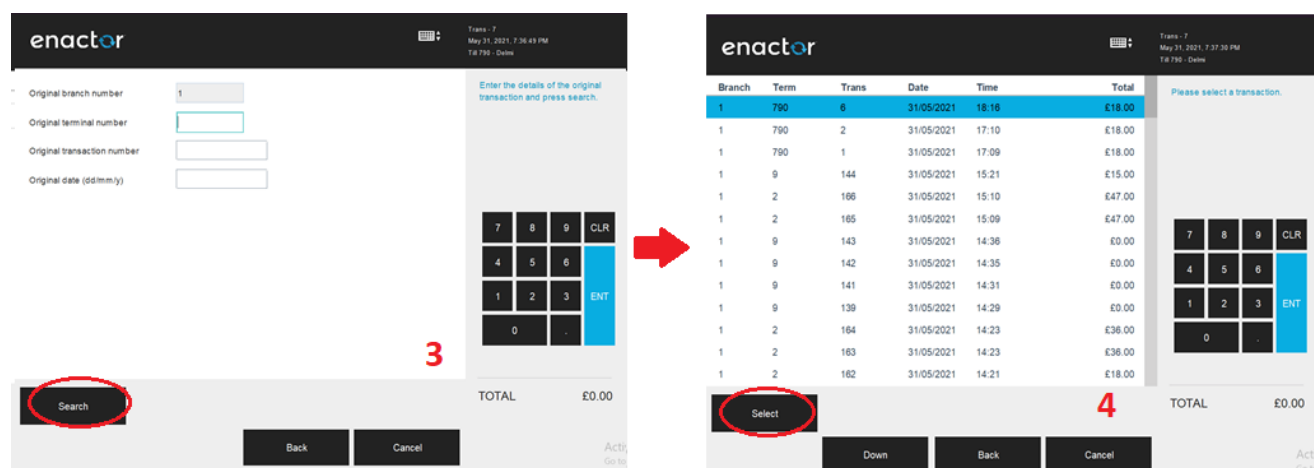 enactor
Trans - 7
May 31, 2021, 7:36:49 PM
Till 790 - Delmi
Original branch number 1
Original terminal number
Original transaction number
Original date (dd/mm/y)
Enter the details of the original
transaction and press search.
7 8 9 CLR
4 5 6
1 2 3 ENT
0 .
3
TOTAL £0.00
Search
Back Cancel
Acti
Go to
enactor
Trans - 7
May 31, 2021, 7:37:30 PM
Till 790 - Delmi
Branch Term Trans Date Time Total
1 790 6 31/05/2021 18:16 £18.00
1 790 2 31/05/2021 17:10 £18.00
1 790 1 31/05/2021 17:09 £18.00
1 9 144 31/05/2021 15:21 £15.00
1 2 166 31/05/2021 15:10 £47.00
1 2 165 31/05/2021 15:09 £47.00
1 9 143 31/05/2021 14:36 £0.00
1 9 142 31/05/2021 14:35 £0.00
1 9 141 31/05/2021 14:31 £0.00
1 9 139 31/05/2021 14:29 £0.00
1 2 164 31/05/2021 14:23 £36.00
1 2 163 31/05/2021 14:23 £36.00
1 2 162 31/05/2021 14:21 £18.00
Please select a transaction.
7 8 9 CLR
4 5 6
1 2 3 ENT
0 .
4
TOTAL £0.00
Select
Down Back Cancel
Act